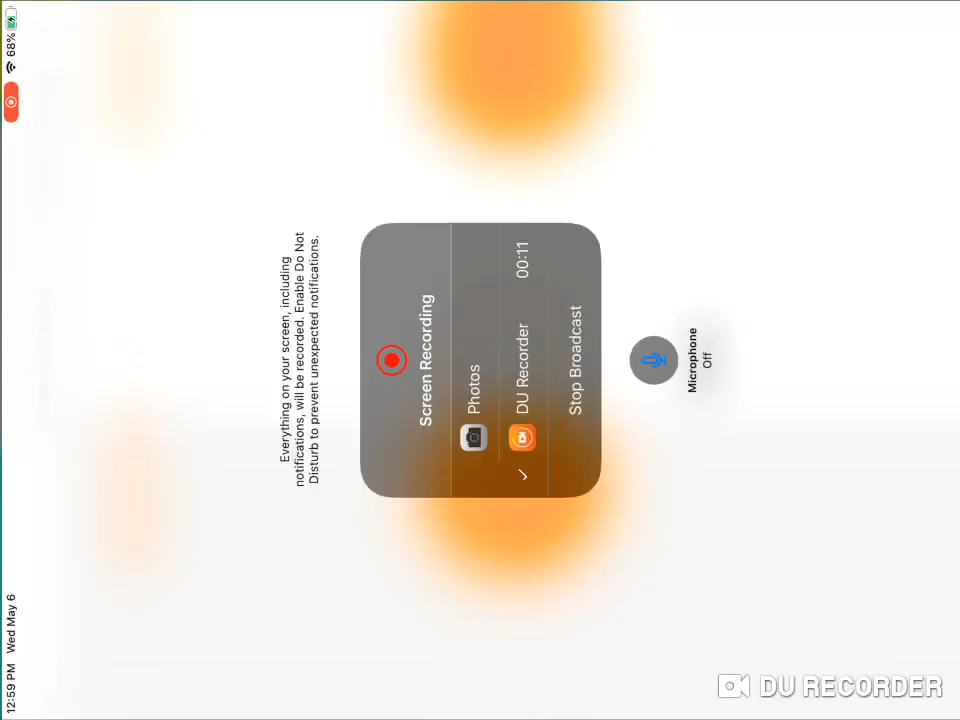 12:59 PM Wed May 6
68%
Everything on your screen, including
notifications, will be recorded. Enable Do Not
Disturb to prevent unexpected notifications.
Screen Recording
Photos
DU Recorder 00:11
Stop Broadcast
Microphone
Off
DU RECORDER